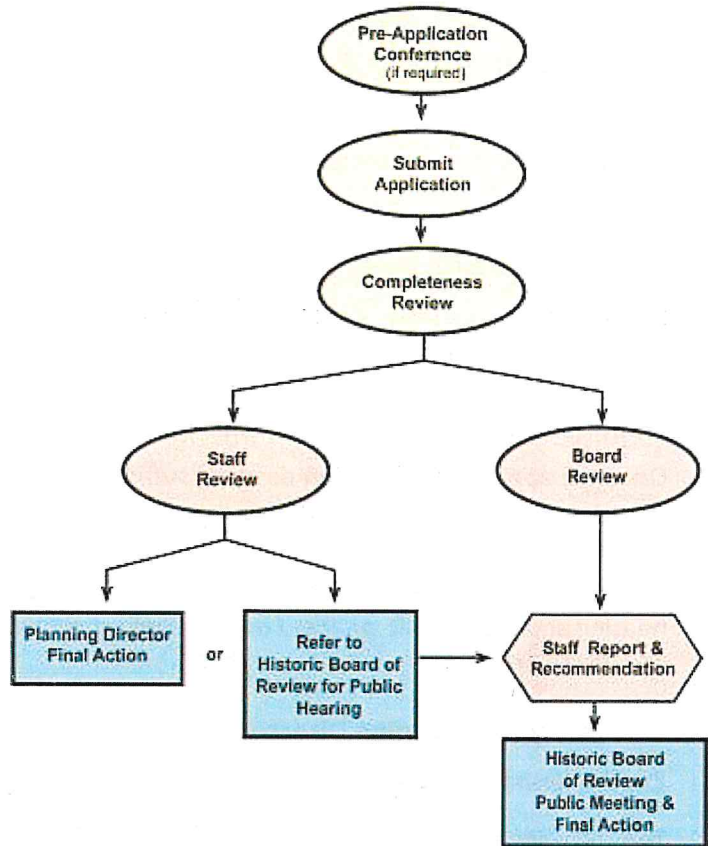 Pre-Application
Conference
(if required)
Submit
Application
Completeness
Review
Staff
Review
Board
Review
Planning Director
Final Action
or
Refer to
Historic Board of
Review for Public
Hearing
Staff Report &
Recommendation
Historic Board
of Review
Public Meeting &
Final Action